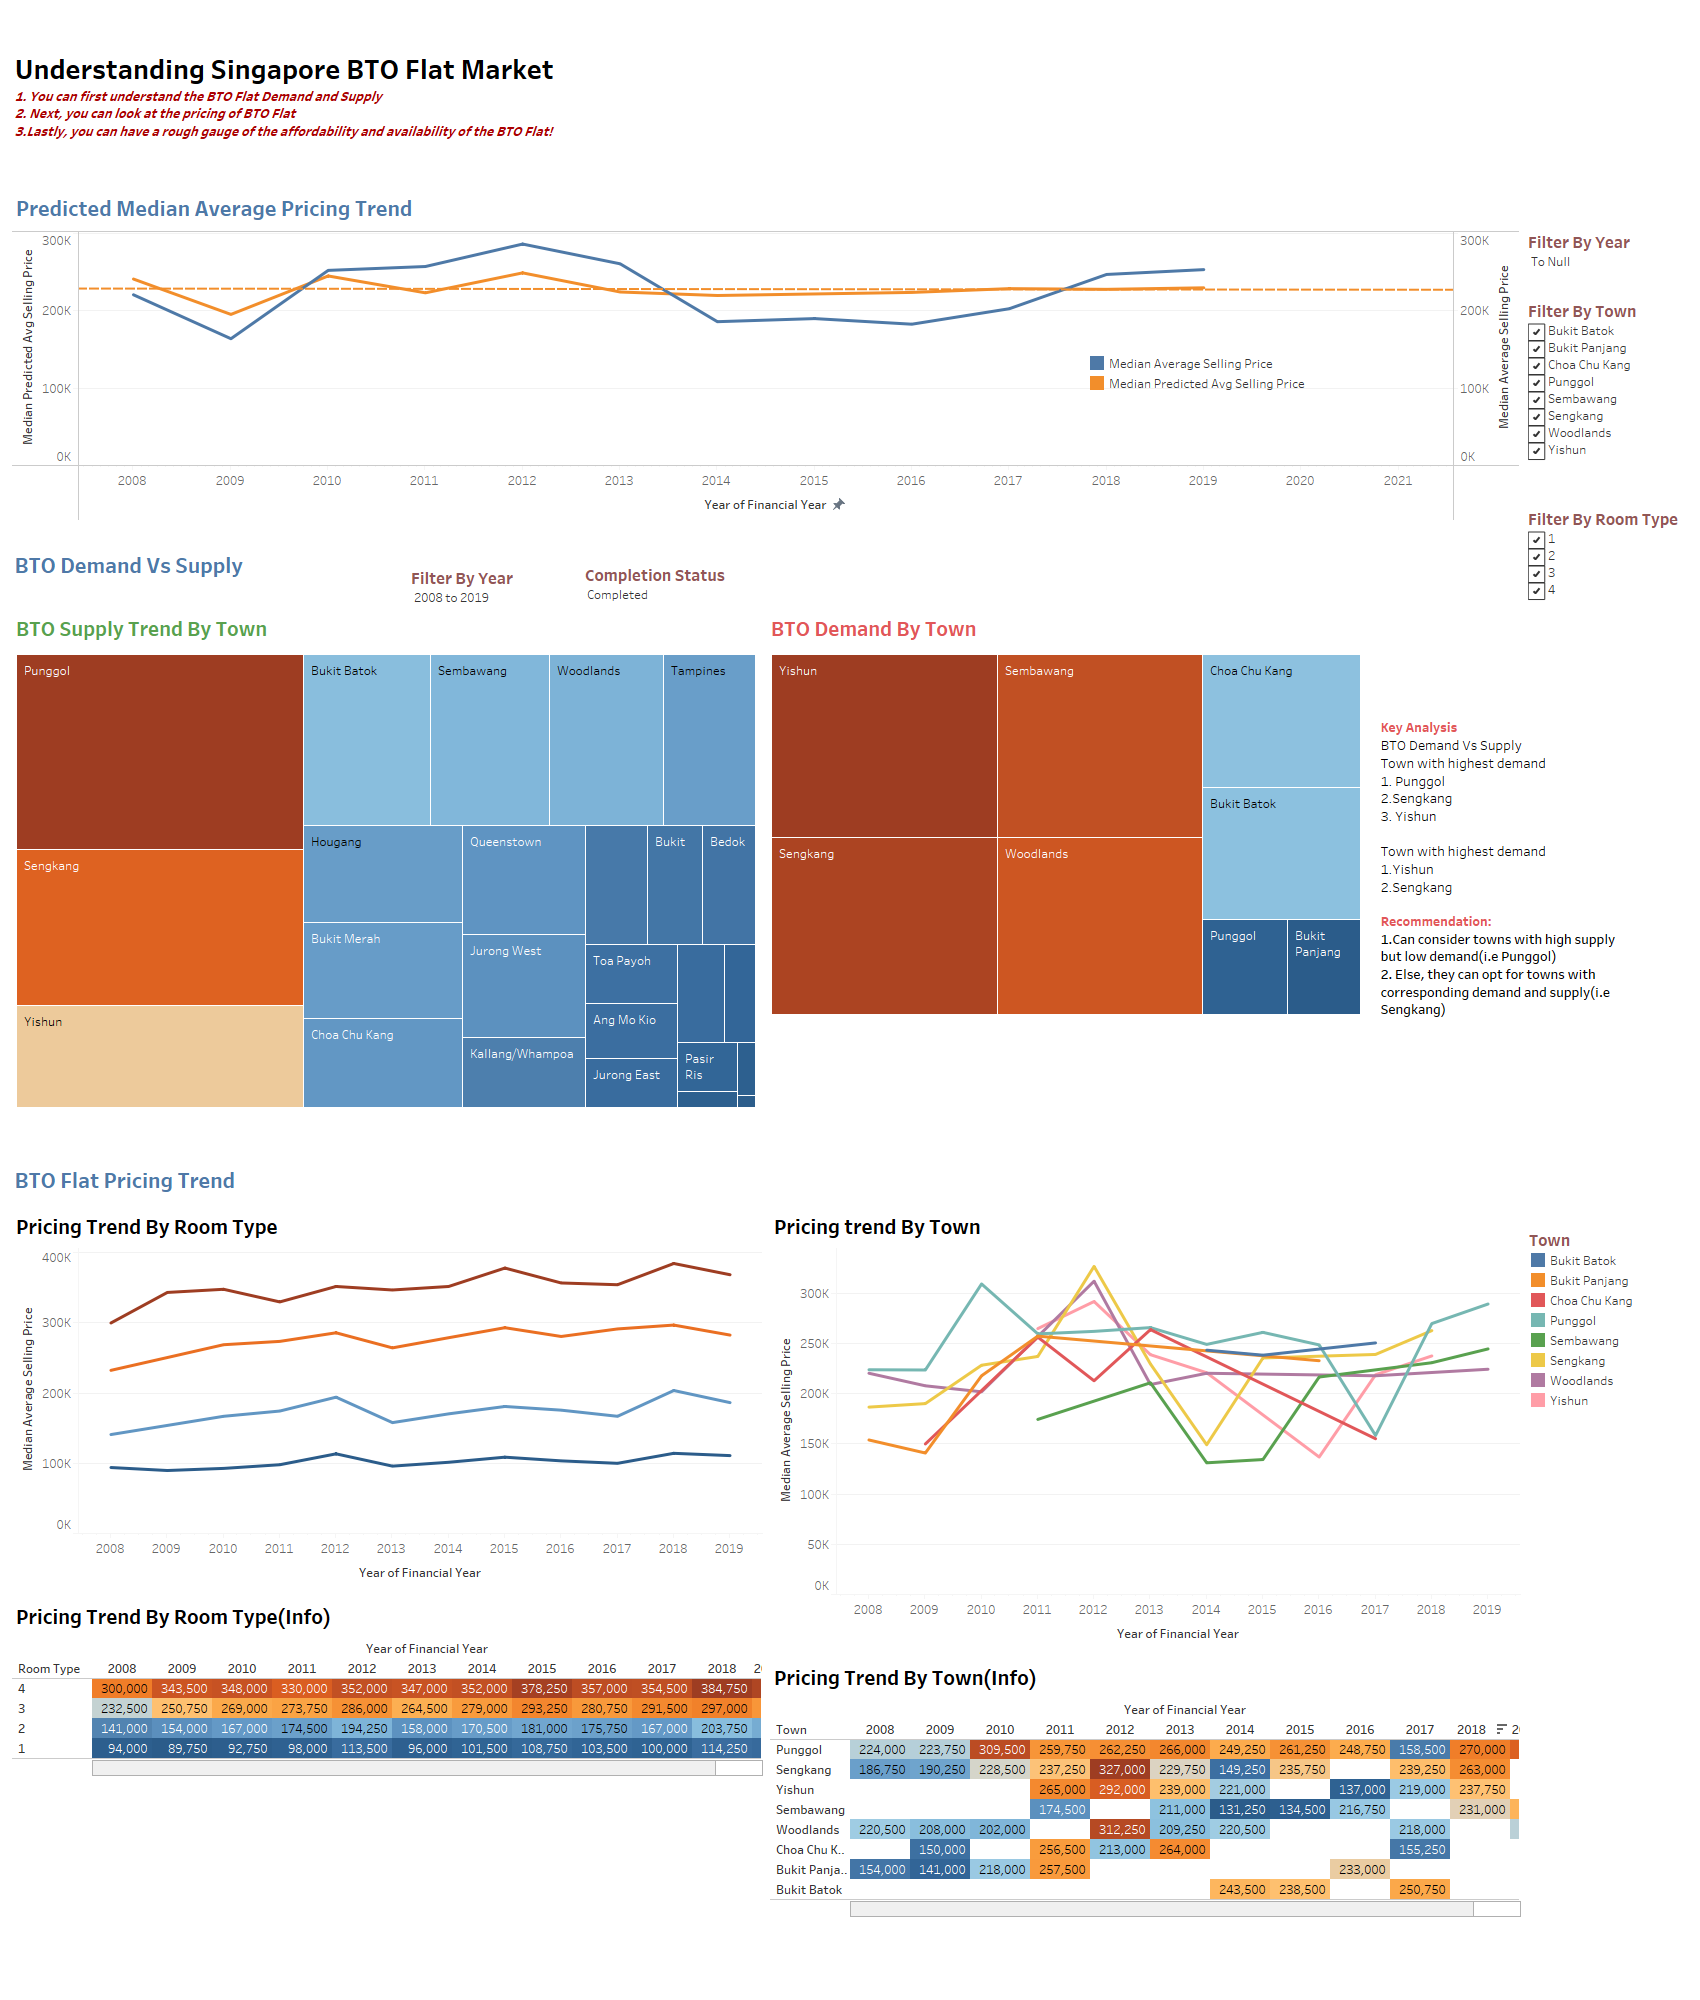 Understanding Singapore BTO Flat Market
1. You can first understand the BTO Flat Demand and Supply
2. Next, you can look at the pricing of BTO Flat
3.Lastly, you can have a rough gauge of the affordability and availability of the BTO Flat!
Predicted Median Average Pricing Trend
Median Predicted Avg Selling Price
300K
200K
100K
0K
300K
200K
100K
0K
Median Average Selling Price
Median Average Selling Price
Median Predicted Avg Selling Price
2008 2009 2010 2011 2012 2013 2014 2015 2016 2017 2018 2019 2020 2021
Year of Financial Year
Filter By Year
To Null
Filter By Town
Bukit Batok
Bukit Panjang
Choa Chu Kang
Punggol
Sembawang
Sengkang
Woodlands
Yishun
Filter By Room Type
1
2
3
4
BTO Demand Vs Supply
Filter By Year
2008 to 2019
Completion Status
Completed
BTO Supply Trend By Town
Punggol
Sengkang
Yishun
Bukit Batok
Sembawang
Woodlands
Tampines
Hougang
Bukit Merah
Choa Chu Kang
Queenstown
Jurong West
Kallang/Whampoa
Bukit
Bedok
Toa Payoh
Ang Mo Kio
Jurong East
Pasir
Ris
BTO Demand By Town
Yishun
Sengkang
Sembawang
Woodlands
Choa Chu Kang
Bukit Batok
Punggol
Bukit
Panjang
Key Analysis
BTO Demand Vs Supply
Town with highest demand
1. Punggol
2.Sengkang
3. Yishun
Town with highest demand
1.Yishun
2.Sengkang
Recommendation:
1.Can consider towns with high supply
but low demand(i.e Punggol)
2. Else, they can opt for towns with
corresponding demand and supply(i.e
Sengkang)
BTO Flat Pricing Trend
Pricing Trend By Room Type
Median Average Selling Price
400K
300K
200K
100K
0K
2008 2009 2010 2011 2012 2013 2014 2015 2016 2017 2018 2019
Year of Financial Year
Pricing trend By Town
Median Average Selling Price
300K
250K
200K
150K
100K
50K
0K
2008 2009 2010 2011 2012 2013 2014 2015 2016 2017 2018 2019
Year of Financial Year
Town
Bukit Batok
Bukit Panjang
Choa Chu Kang
Punggol
Sembawang
Sengkang
Woodlands
Yishun
Pricing Trend By Room Type(Info)
Year of Financial Year
Room Type 2008 2009 2010 2011 2012 2013 2014 2015 2016 2017 2018
4 300,000 343,500 348,000 330,000 352,000 347,000 352,000 378,250 357,000 354,500 384,750
3 232,500 250,750 269,000 273,750 286,000 264,500 279,000 293,250 280,750 291,500 297,000
2 141,000 154,000 167,000 174,500 194,250 158,000 170,500 181,000 175,750 167,000 203,750
1 94,000 89,750 92,750 98,000 113,500 96,000 101,500 108,750 103,500 100,000 114,250
Pricing Trend By Town(Info)
Year of Financial Year
Town 2008 2009 2010 2011 2012 2013 2014 2015 2016 2017 2018
Punggol 224,000 223,750 309,500 259,750 262,250 266,000 249,250 261,250 248,750 158,500 270,000
Sengkang 186,750 190,250 228,500 237,250 327,000 229,750 149,250 235,750 239,250 263,000
Yishun 265,000 292,000 239,000 221,000 137,000 219,000 237,750
Sembawang 174,500 211,000 131,250 134,500 216,750 231,000
Woodlands 220,500 208,000 202,000 312,250 209,250 220,500 218,000
Choa Chu K.. 150,000 256,500 213,000 264,000 155,250
Bukit Panja.. 154,000 141,000 218,000 257,500 233,000
Bukit Batok 243,500 238,500 250,750